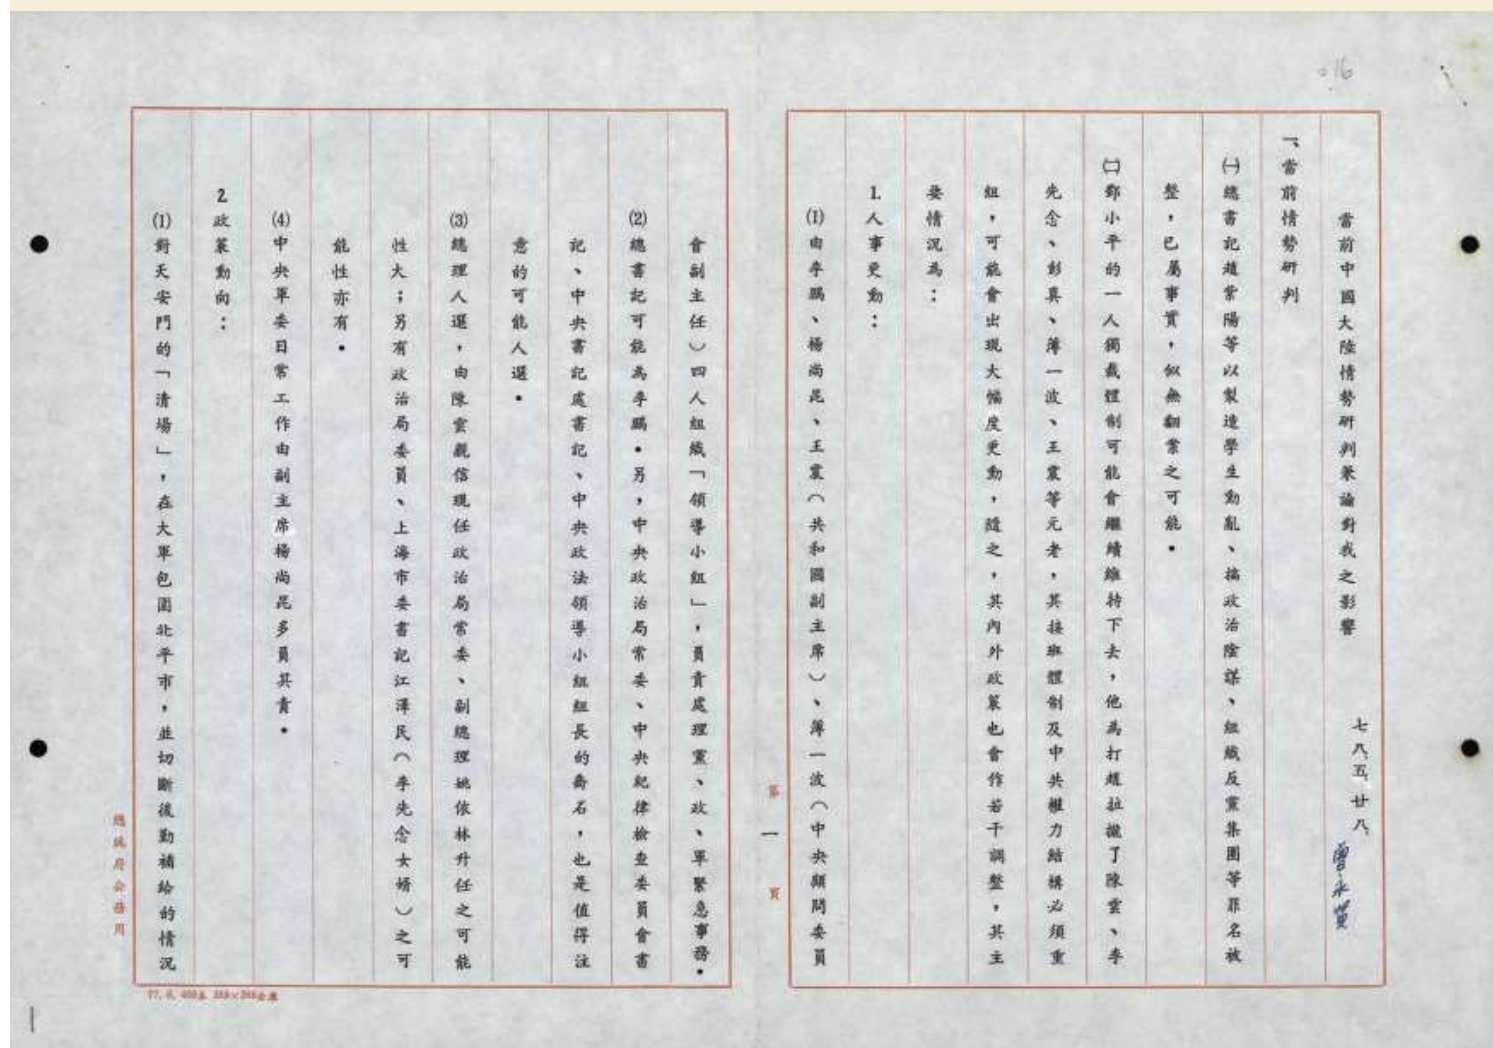 016
當前中國大陸情勢研判兼論對我之影響
七八、五、廿八、
曾永賢
一、當前情勢研判
㈠總書記趙紫陽等以製造學生動亂、搞政治陰謀、組織反黨集團等罪名被
整，已屬事實，似無翻案之可能。
㈡鄧小平的一人獨裁體制可能會繼續維持下去，他為打趙拉攏了陳雲、李
先念、彭真、薄一波、王震等元老，其接班體制及中共權力結構必須重
組，可能會出現大幅度更動，隨之，其內外政策也會作若干調整，其主
要情況為：
1.人事更動：
(1)由李鵬、楊尚昆、王震（共和國副主席）、薄一波（中央顧問委員
第一頁
會副主任）四人組織「領導小組」，負責處理黨、政、軍緊急事務。
(2)總書記可能為李鵬。另，中央政治局常委、中央紀律檢查委員會書
記、中央書記處書記、中央政法領導小組組長的喬石，也是值得注
意的可能人選。
(3)總理人選，由陳雲親信現任政治局常委、副總理姚依林升任之可能
性大；另有政治局委員、上海市委書記江澤民（李先念女婿）之可
能性亦有。
(4)中央軍委日常工作由副主席楊尚昆多負其責。
2.政策動向：
(1)對天安門的「清場」，在大軍包圍北平市，並切斷後勤補給的情況
總統府公務用